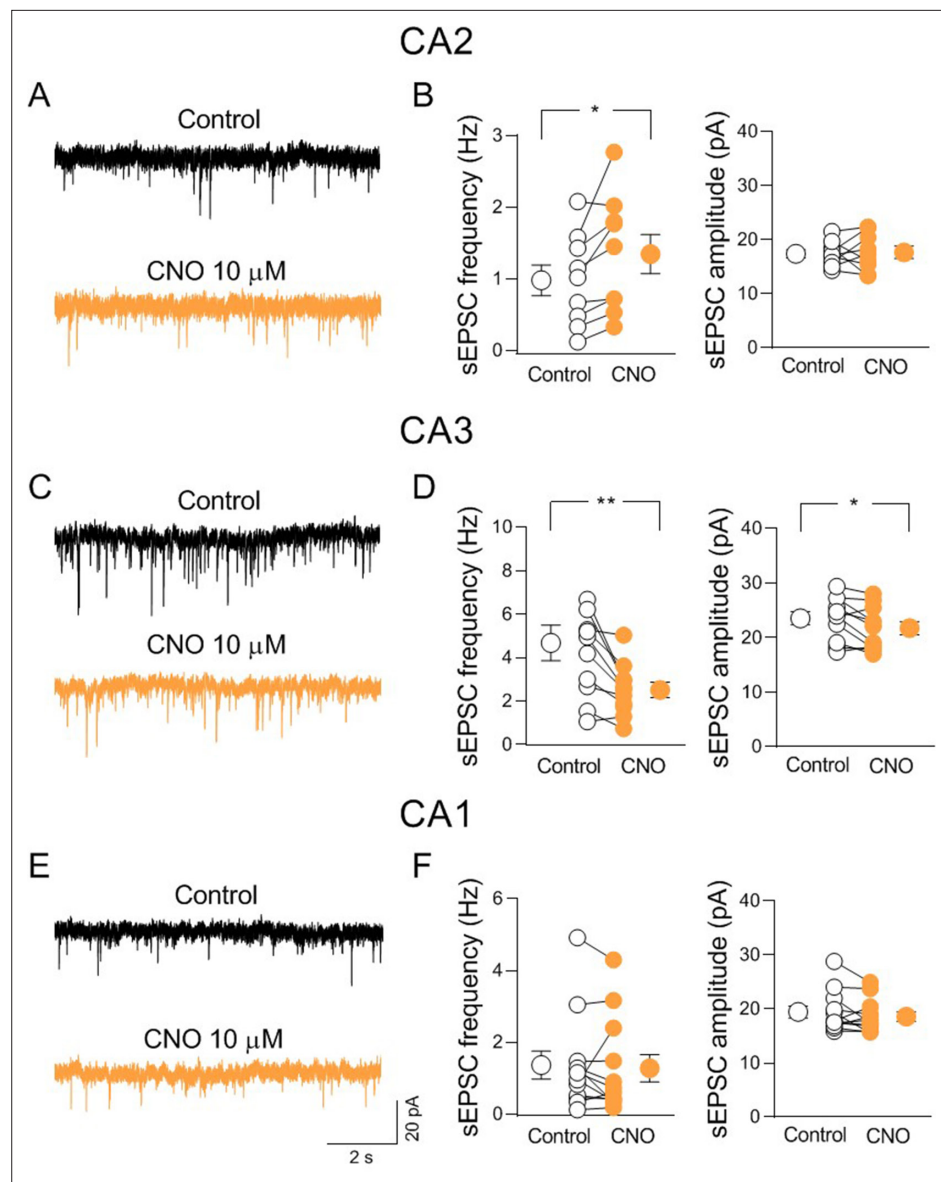 CA2
A
Control
CNO 10 μM
B
*
sEPSC frequency (Hz)
3
2
1
0
Control CNO
sEPSC amplitude (pA)
40
30
20
10
0
Control CNO
CA3
C
Control
CNO 10 μM
D
**
sEPSC frequency (Hz)
10
8
6
4
2
0
Control CNO
*
sEPSC amplitude (pA)
40
30
20
10
0
Control CNO
CA1
E
Control
CNO 10 μM
20 pA
2 s
F
sEPSC frequency (Hz)
6
4
2
0
Control CNO
sEPSC amplitude (pA)
40
30
20
10
0
Control CNO